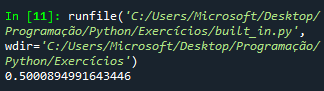 In [11]: runfile('C:/Users/Microsoft/Desktop/
Programação/Python/Exercícios/built_in.py',
wdir='C:/Users/Microsoft/Desktop/Programação/
Python/Exercícios')
0.5000894991643446